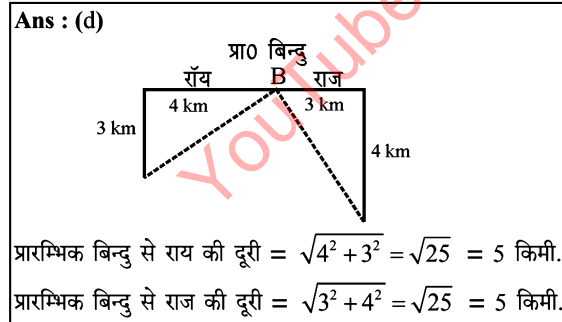 Ans : (d)
प्रा0 बिन्दु
रॉय B राज
4 km 3 km
3 km
4 km
YouTube
प्रारम्भिक बिन्दु से राय की दूरी = √(4² + 3²) = √25 = 5 किमी.
प्रारम्भिक बिन्दु से राज की दूरी = √(3² + 4²) = √25 = 5 किमी.